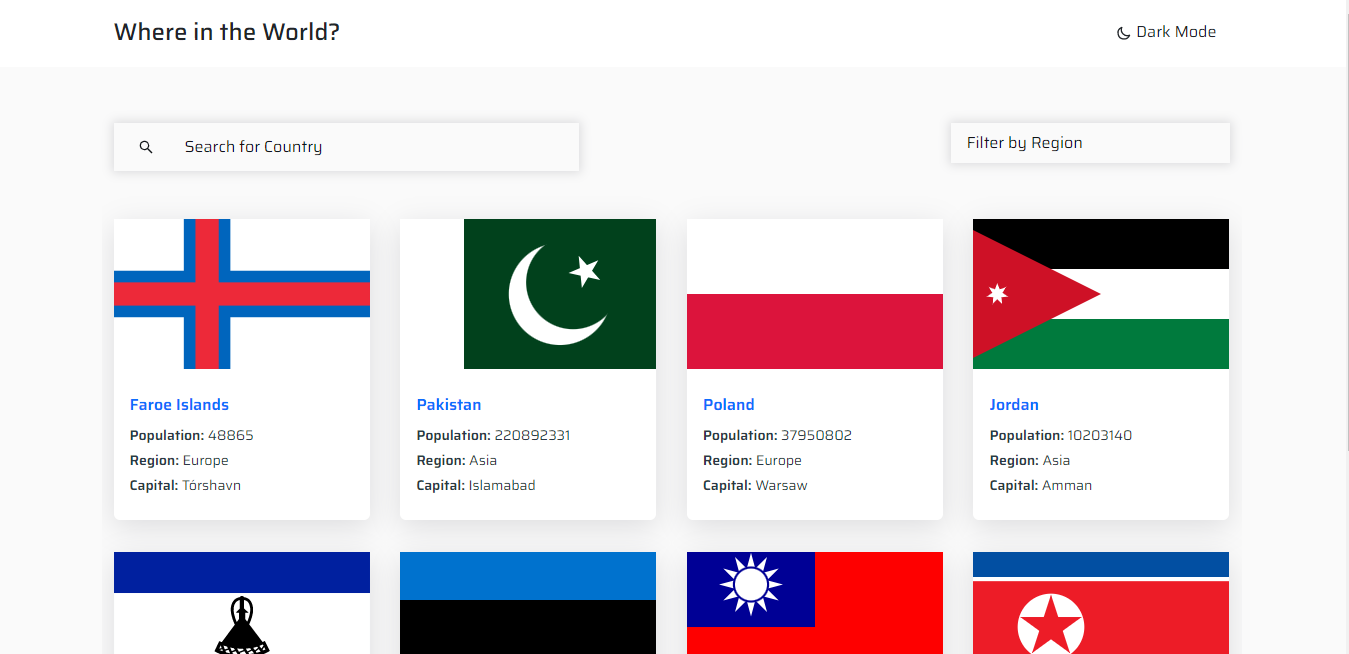 Where in the World?
Dark Mode
Search for Country
Filter by Region
Faroe Islands
Population: 48865
Region: Europe
Capital: Tórshavn
Pakistan
Population: 220892331
Region: Asia
Capital: Islamabad
Poland
Population: 37950802
Region: Europe
Capital: Warsaw
Jordan
Population: 10203140
Region: Asia
Capital: Amman